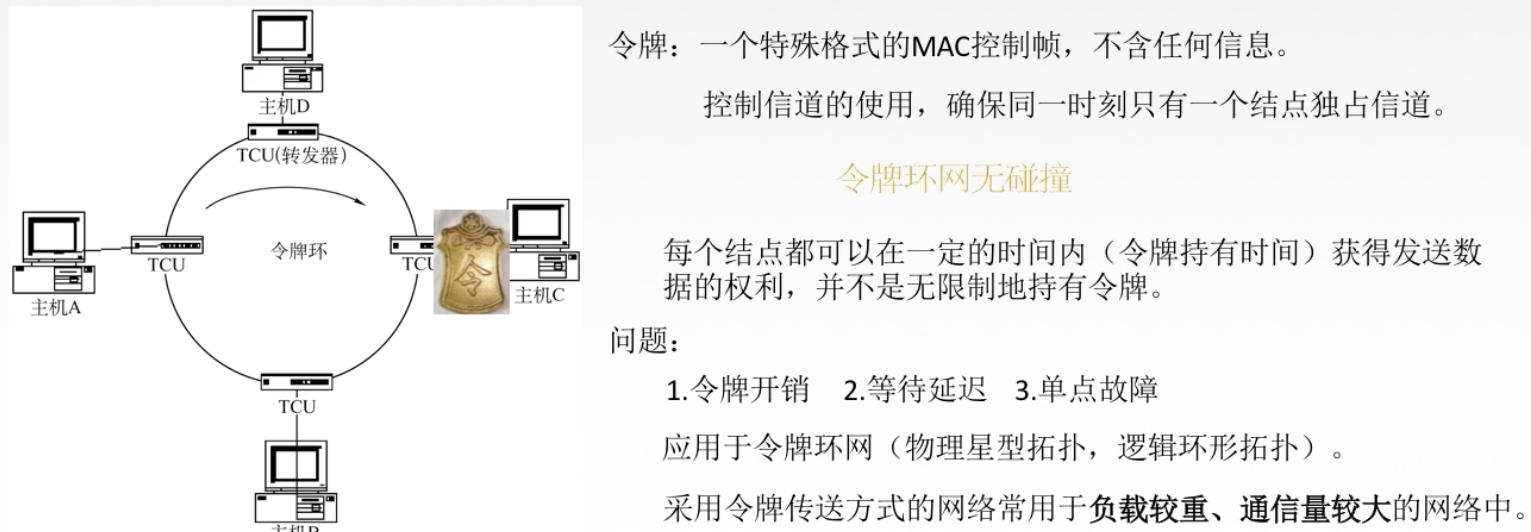 主机D
TCU(转发器)
令牌环
TCU
主机A
TCU
主机C
TCU
主机B
令
令牌：一个特殊格式的MAC控制帧，不含任何信息。
控制信道的使用，确保同一时刻只有一个结点独占信道。
令牌环网无碰撞
每个结点都可以在一定的时间内（令牌持有时间）获得发送数
据的权利，并不是无限制地持有令牌。
问题：
1.令牌开销 2.等待延迟 3.单点故障
应用于令牌环网（物理星型拓扑，逻辑环形拓扑）。
采用令牌传送方式的网络常用于负载较重、通信量较大的网络中。